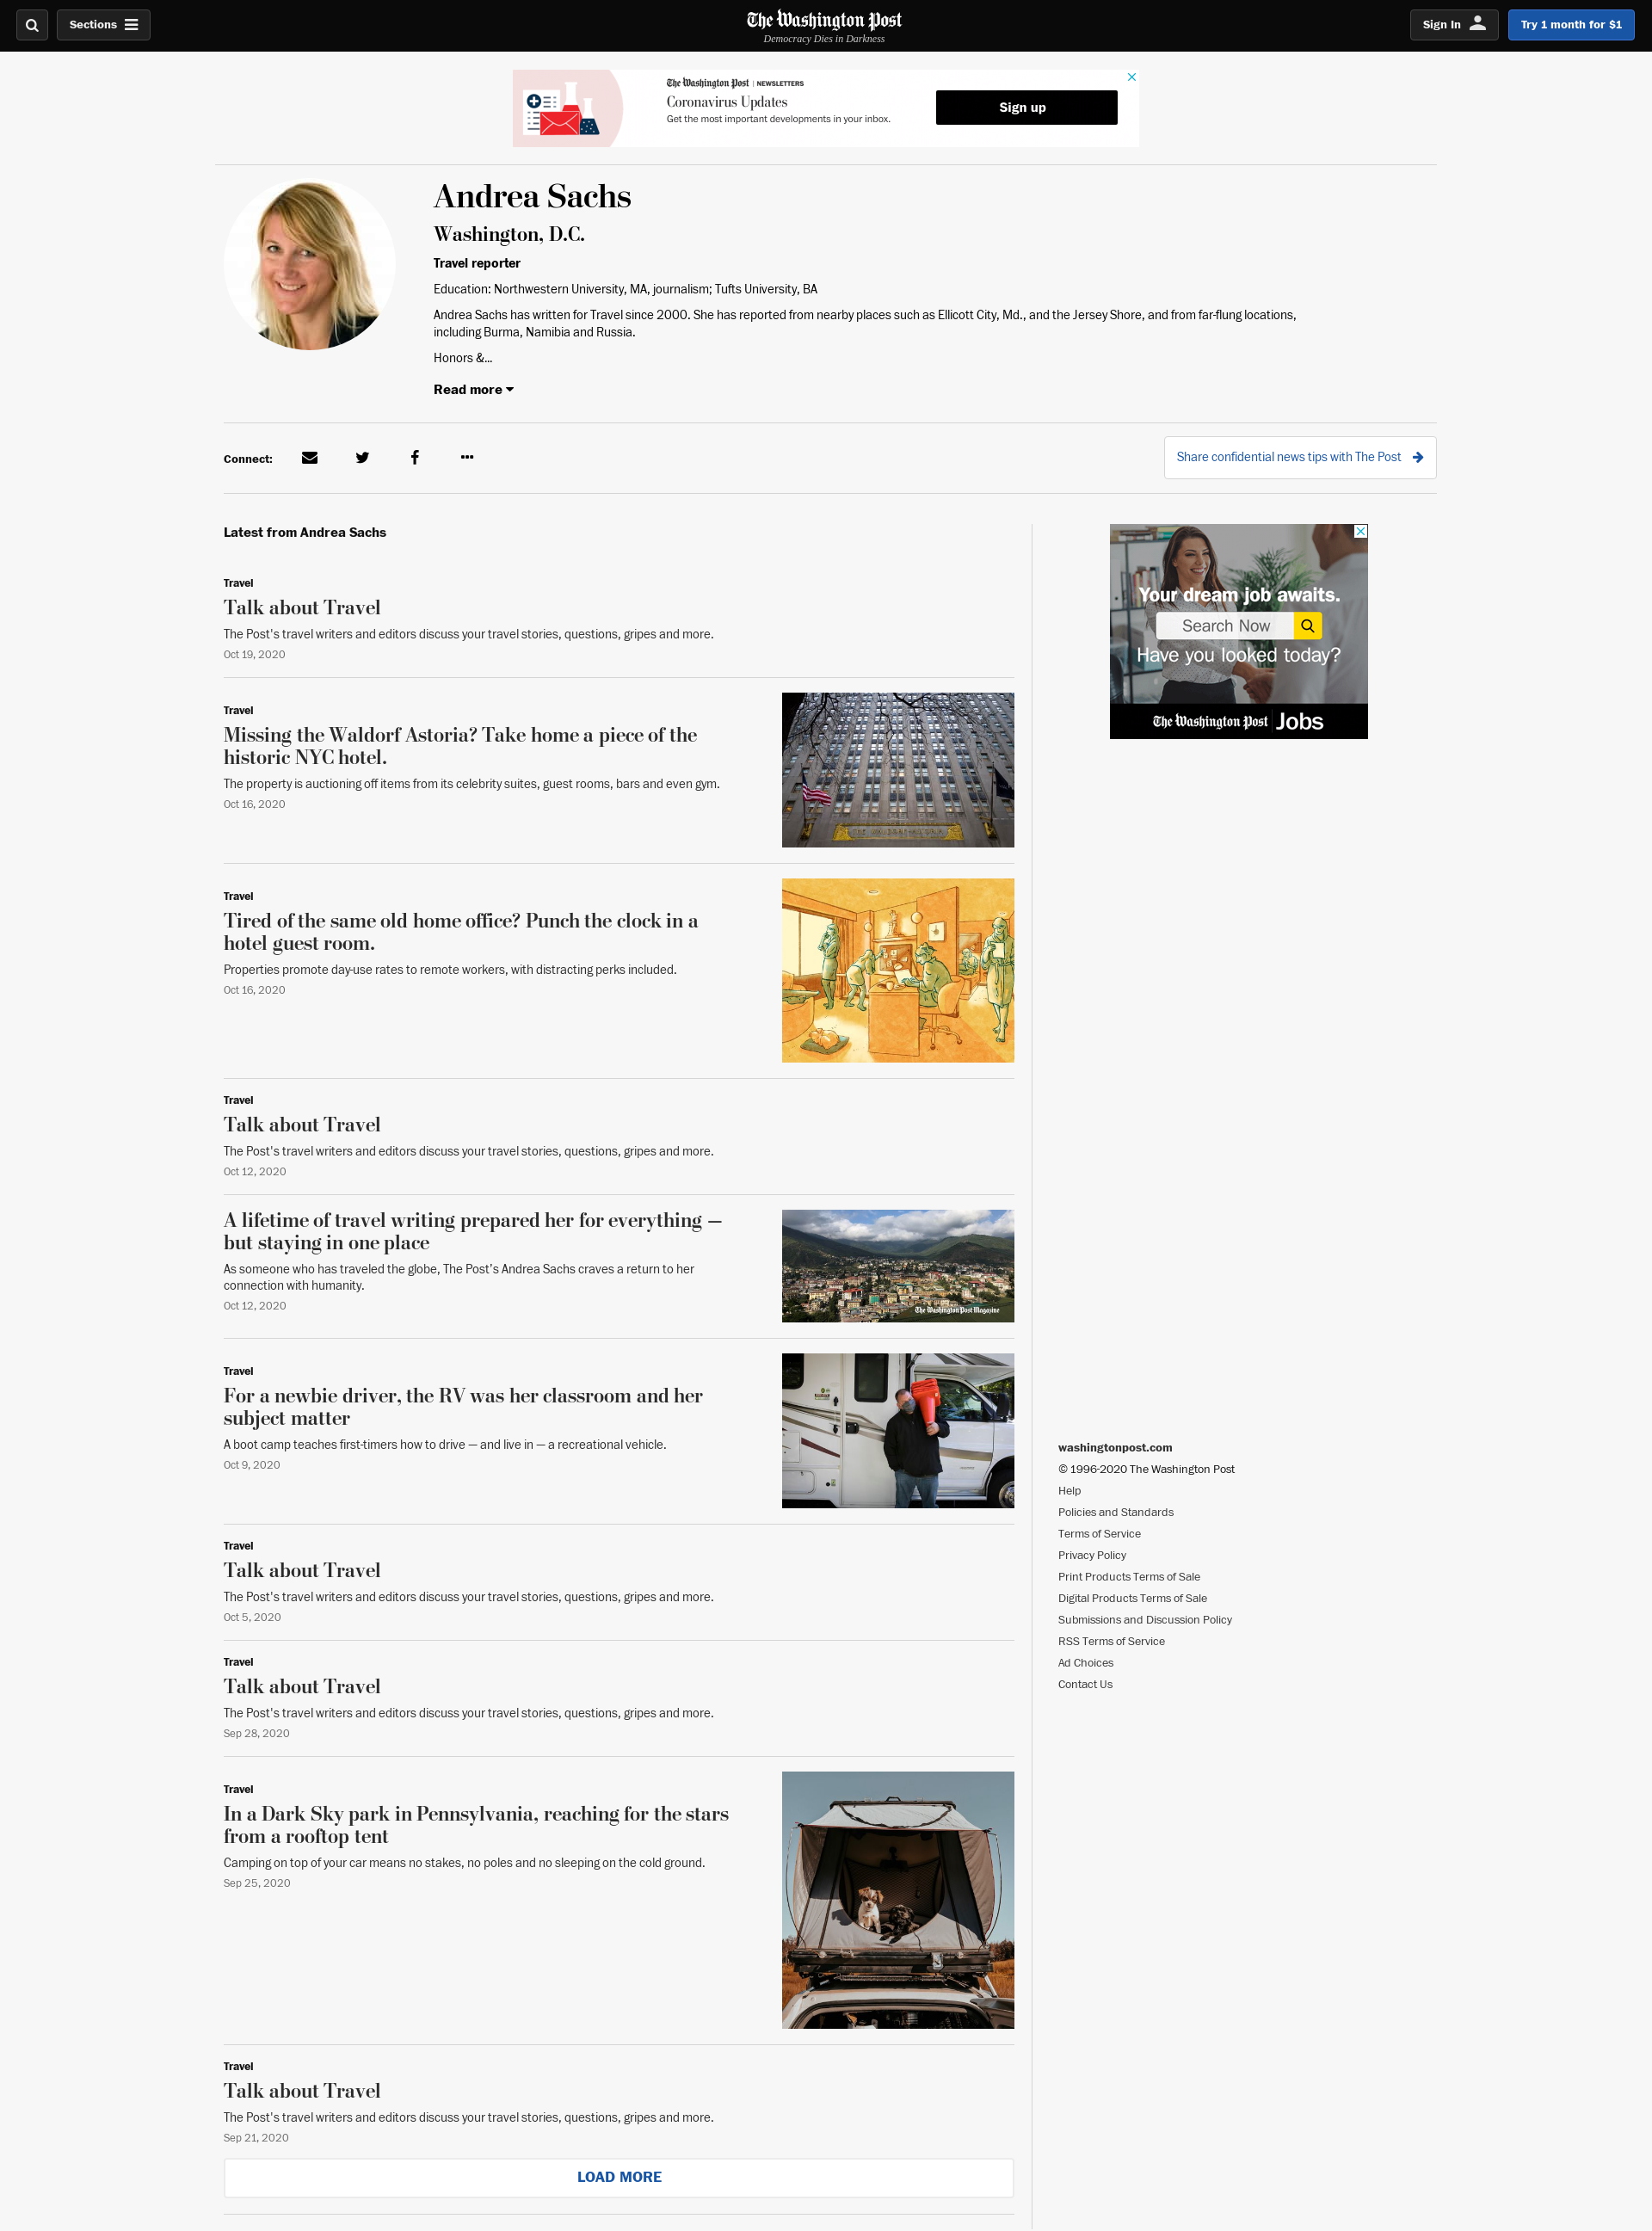 Sections
The Washington Post
Democracy Dies in Darkness
Sign In
Try 1 month for $1
The Washington Post | NEWSLETTERS
Coronavirus Updates
Get the most important developments in your inbox.
Sign up
Andrea Sachs
Washington, D.C.
Travel reporter
Education: Northwestern University, MA, journalism; Tufts University, BA
Andrea Sachs has written for Travel since 2000. She has reported from nearby places such as Ellicott City, Md., and the Jersey Shore, and from far-flung locations,
including Burma, Namibia and Russia.
Honors &...
Read more
Connect:
Share confidential news tips with The Post
Latest from Andrea Sachs
Travel
Talk about Travel
The Post's travel writers and editors discuss your travel stories, questions, gripes and more.
Oct 19, 2020
Travel
Missing the Waldorf Astoria? Take home a piece of the
historic NYC hotel.
The property is auctioning off items from its celebrity suites, guest rooms, bars and even gym.
Oct 16, 2020
Travel
Tired of the same old home office? Punch the clock in a
hotel guest room.
Properties promote day-use rates to remote workers, with distracting perks included.
Oct 16, 2020
Travel
Talk about Travel
The Post's travel writers and editors discuss your travel stories, questions, gripes and more.
Oct 12, 2020
A lifetime of travel writing prepared her for everything —
but staying in one place
As someone who has traveled the globe, The Post's Andrea Sachs craves a return to her
connection with humanity.
Oct 12, 2020
The Washington Post Magazine
Travel
For a newbie driver, the RV was her classroom and her
subject matter
A boot camp teaches first-timers how to drive — and live in — a recreational vehicle.
Oct 9, 2020
Travel
Talk about Travel
The Post's travel writers and editors discuss your travel stories, questions, gripes and more.
Oct 5, 2020
Travel
Talk about Travel
The Post's travel writers and editors discuss your travel stories, questions, gripes and more.
Sep 28, 2020
Travel
In a Dark Sky park in Pennsylvania, reaching for the stars
from a rooftop tent
Camping on top of your car means no stakes, no poles and no sleeping on the cold ground.
Sep 25, 2020
Travel
Talk about Travel
The Post's travel writers and editors discuss your travel stories, questions, gripes and more.
Sep 21, 2020
LOAD MORE
Your dream job awaits.
Search Now
Have you looked today?
The Washington Post | Jobs
washingtonpost.com
© 1996-2020 The Washington Post
Help
Policies and Standards
Terms of Service
Privacy Policy
Print Products Terms of Sale
Digital Products Terms of Sale
Submissions and Discussion Policy
RSS Terms of Service
Ad Choices
Contact Us